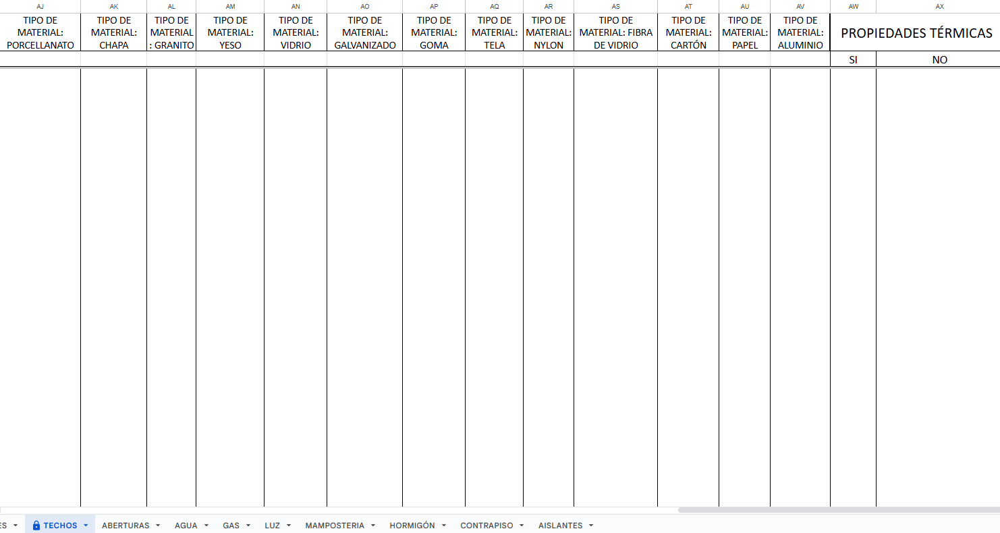 AJ AK AL AM AN AO AP AQ AR AS AT AU AV AW AX
TIPO DE
MATERIAL:
PORCELLANATO
TIPO DE
MATERIAL:
CHAPA
TIPO DE
MATERIAL
: GRANITO
TIPO DE
MATERIAL:
YESO
TIPO DE
MATERIAL:
VIDRIO
TIPO DE
MATERIAL:
GALVANIZADO
TIPO DE
MATERIAL:
GOMA
TIPO DE
MATERIAL:
TELA
TIPO DE
MATERIAL:
NYLON
TIPO DE
MATERIAL: FIBRA
DE VIDRIO
TIPO DE
MATERIAL:
CARTÓN
TIPO DE
MATERIAL:
PAPEL
TIPO DE
MATERIAL:
ALUMINIO
PROPIEDADES TÉRMICAS
SI NO
ES TECHOS ABERTURAS AGUA GAS LUZ MAMPOSTERIA HORMIGÓN CONTRAPISO AISLANTES